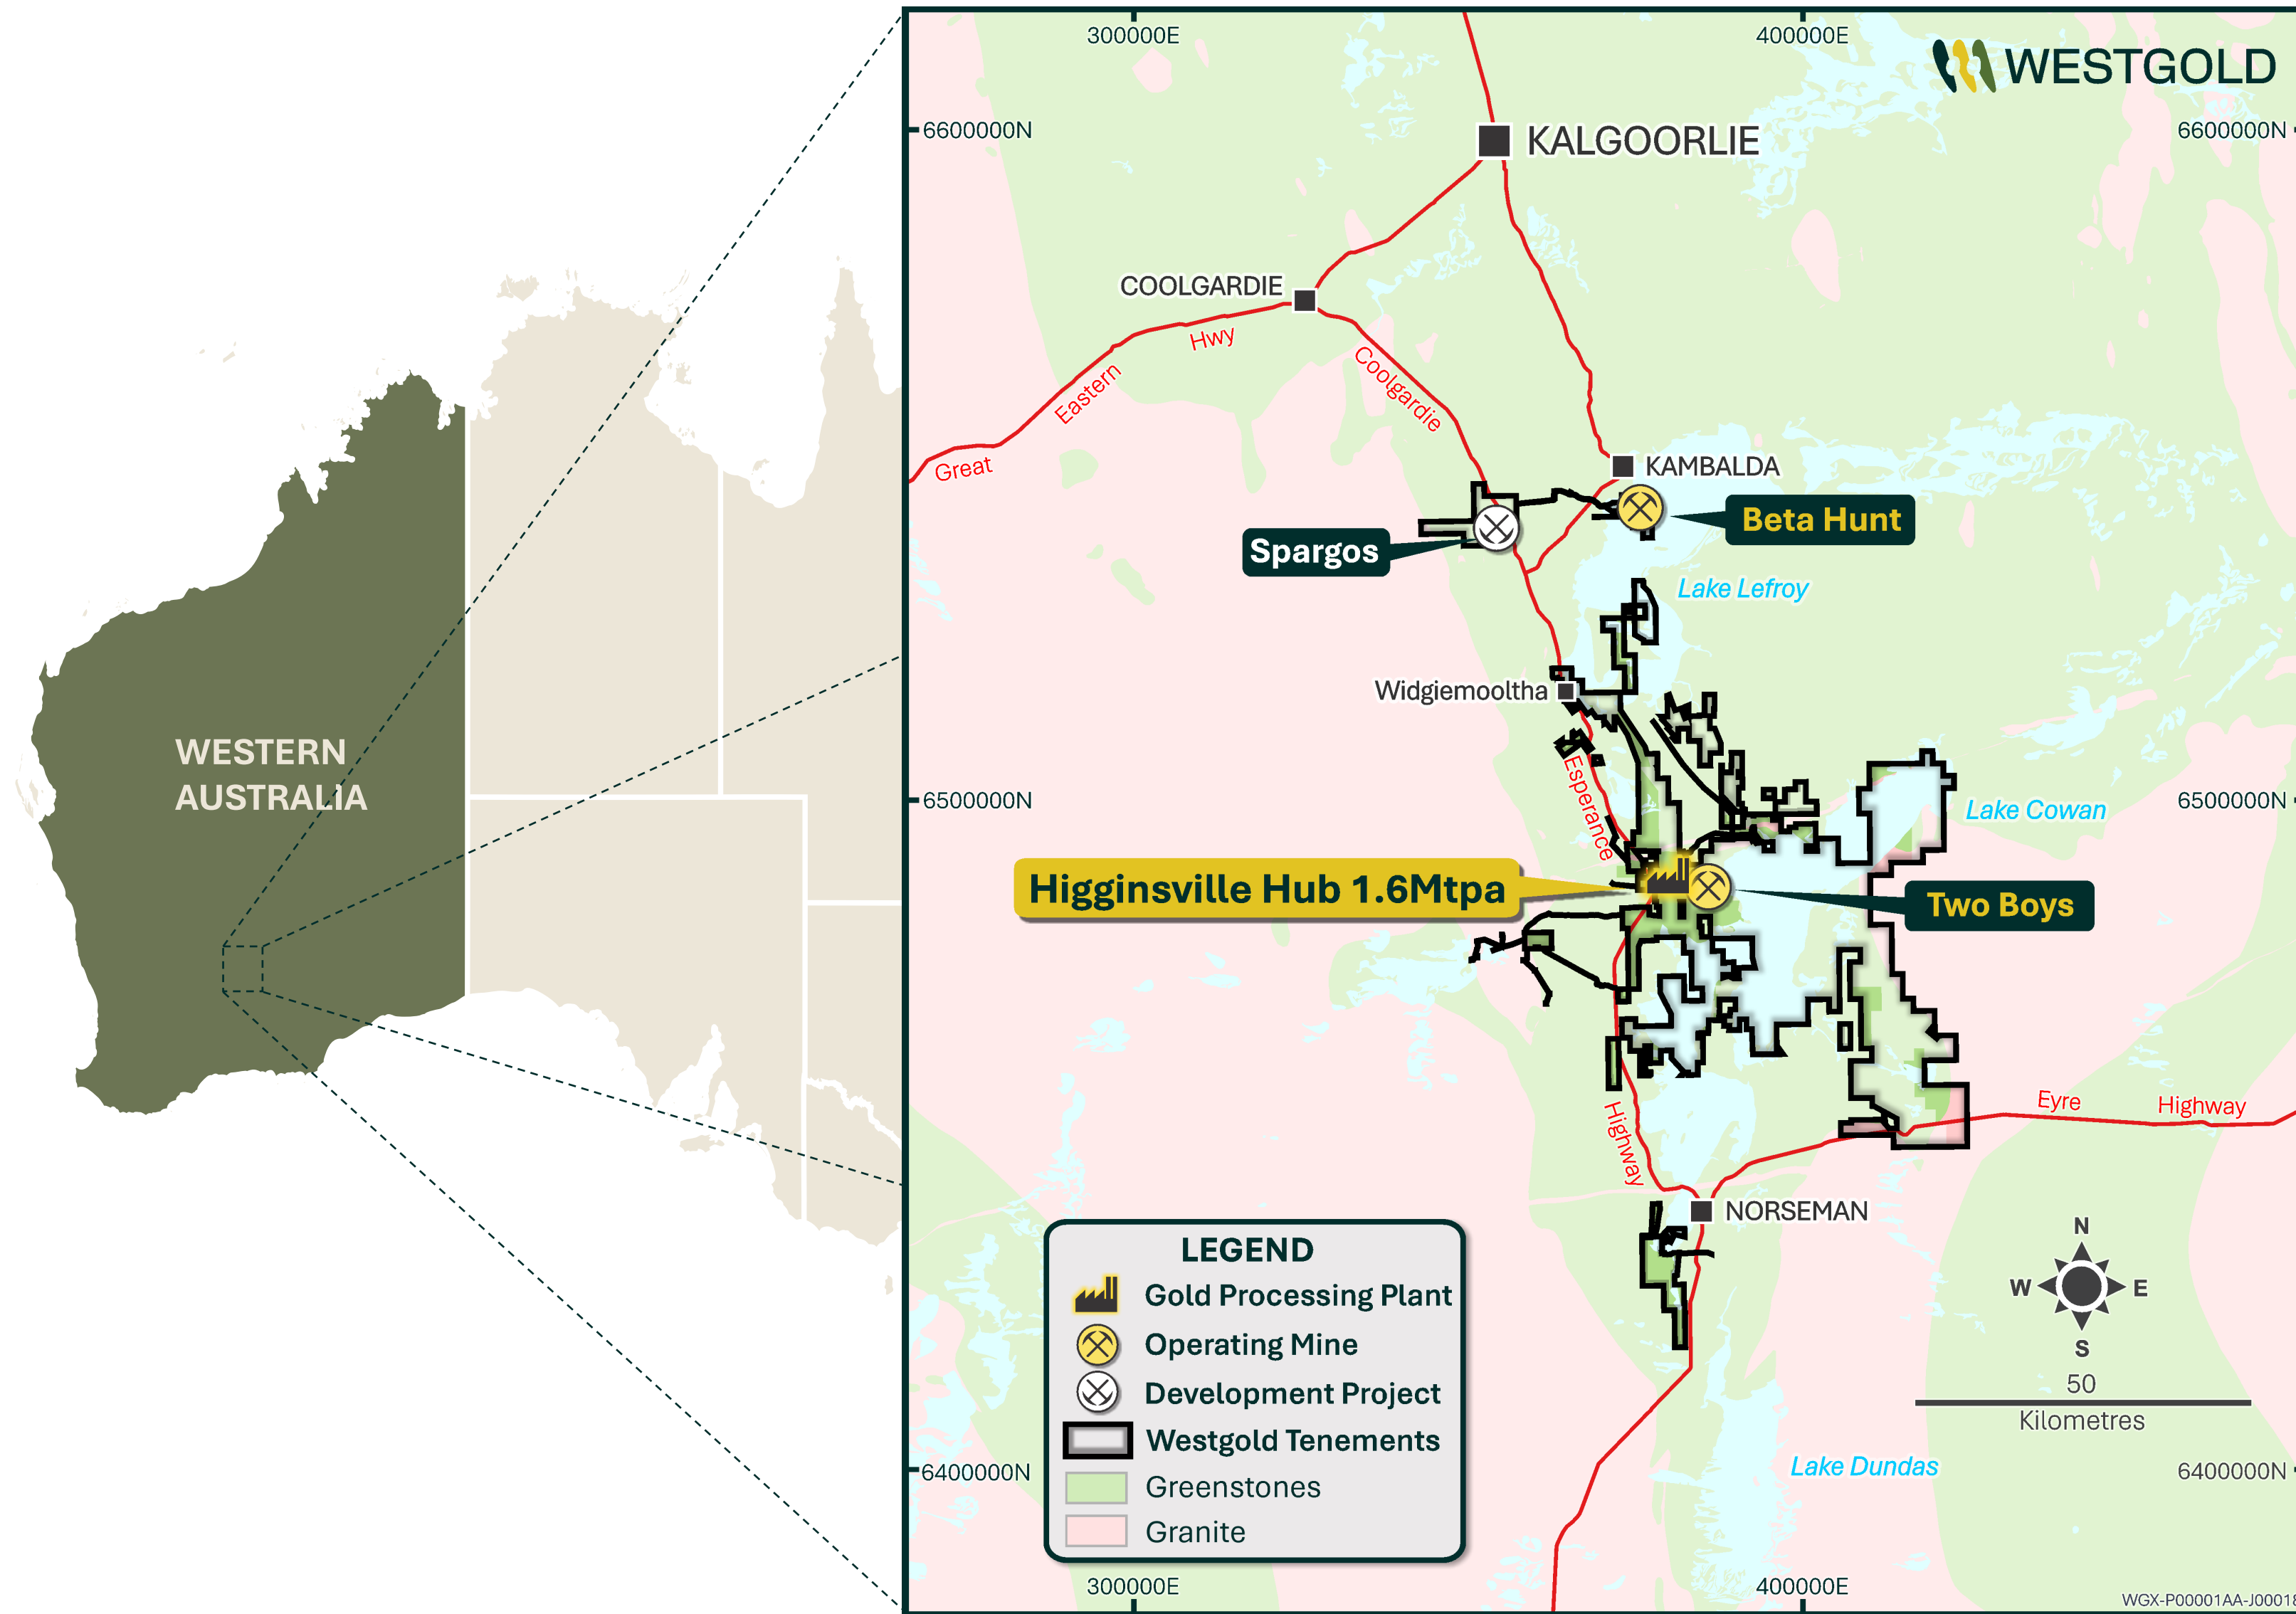 300000E
400000E
WESTGOLD
6600000N
6600000N
KALGOORLIE
COOLGARDIE
Great Eastern Hwy
Coolgardie
KAMBALDA
Beta Hunt
Spargos
Lake Lefroy
Widgiemooltha
WESTERN
AUSTRALIA
Esperance
6500000N
6500000N
Lake Cowan
Higginsville Hub 1.6Mtpa
Two Boys
Highway
Eyre Highway
NORSEMAN
LEGEND
Gold Processing Plant
Operating Mine
Development Project
Westgold Tenements
Greenstones
Granite
N
W
E
S
50
Kilometres
6400000N
Lake Dundas
6400000N
300000E
400000E